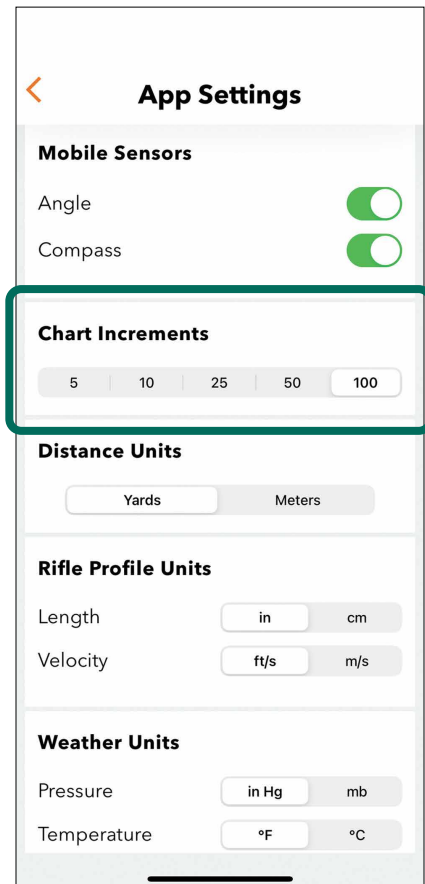 App Settings
Mobile Sensors
Angle
Compass
Chart Increments
5 10 25 50 100
Distance Units
Yards Meters
Rifle Profile Units
Length in cm
Velocity ft/s m/s
Weather Units
Pressure in Hg mb
Temperature °F °C